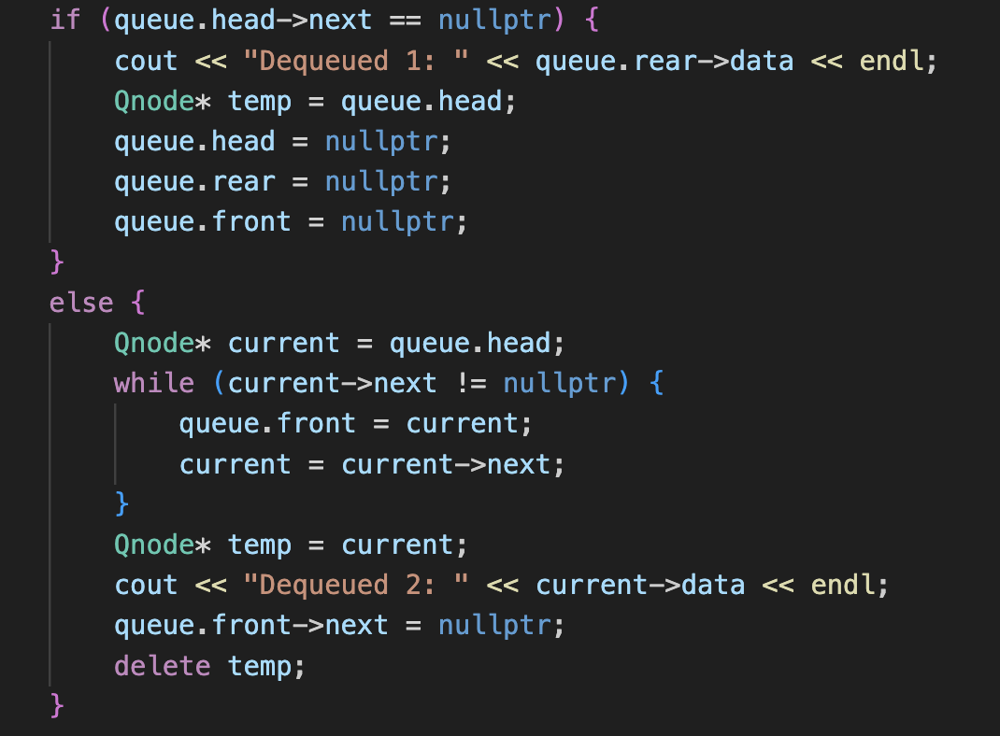 if (queue.head->next == nullptr) {
    cout << "Dequeued 1: " << queue.rear->data << endl;
    Qnode* temp = queue.head;
    queue.head = nullptr;
    queue.rear = nullptr;
    queue.front = nullptr;
}
else {
    Qnode* current = queue.head;
    while (current->next != nullptr) {
        queue.front = current;
        current = current->next;
    }
    Qnode* temp = current;
    cout << "Dequeued 2: " << current->data << endl;
    queue.front->next = nullptr;
    delete temp;
}